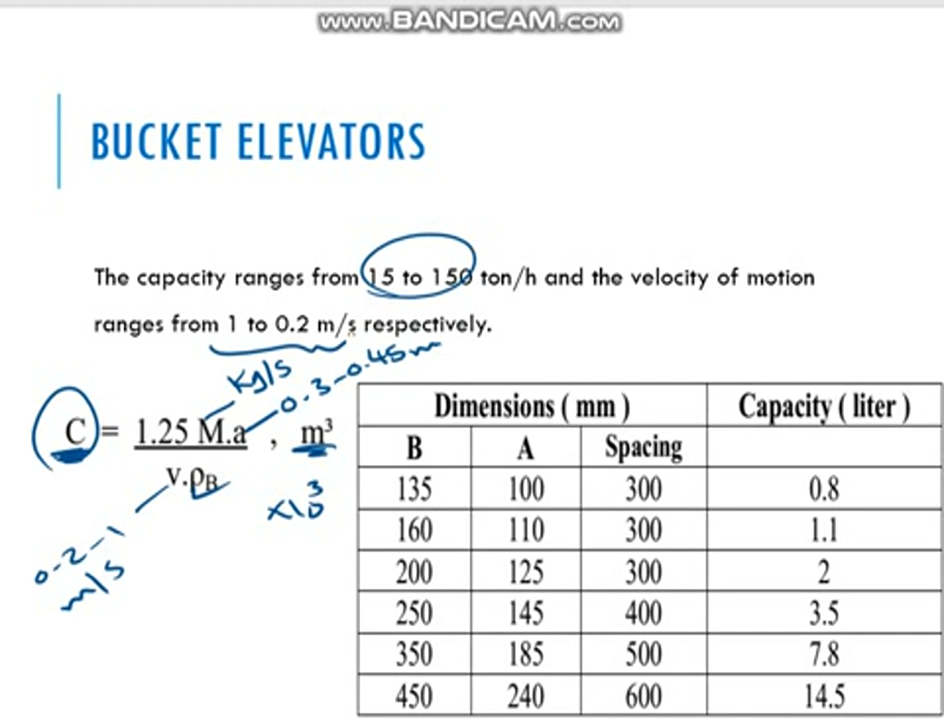 www.BANDICAM.com
BUCKET ELEVATORS
The capacity ranges from 15 to 150 ton/h and the velocity of motion
ranges from 1 to 0.2 m/s respectively.
Kg/s
0.3-0.45m
C = 1.25 M.a , m³
v.ρB
×10³
0.2-1
m/s
Dimensions ( mm ) Capacity ( liter )
B A Spacing
135 100 300 0.8
160 110 300 1.1
200 125 300 2
250 145 400 3.5
350 185 500 7.8
450 240 600 14.5